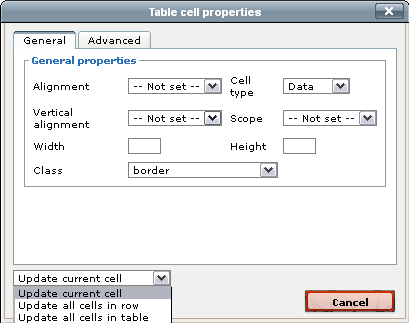 Table cell properties
General Advanced
General properties
Alignment -- Not set -- Cell type Data
Vertical alignment -- Not set -- Scope -- Not set --
Width Height
Class border
Update current cell
Update current cell
Update all cells in row
Update all cells in table
Cancel